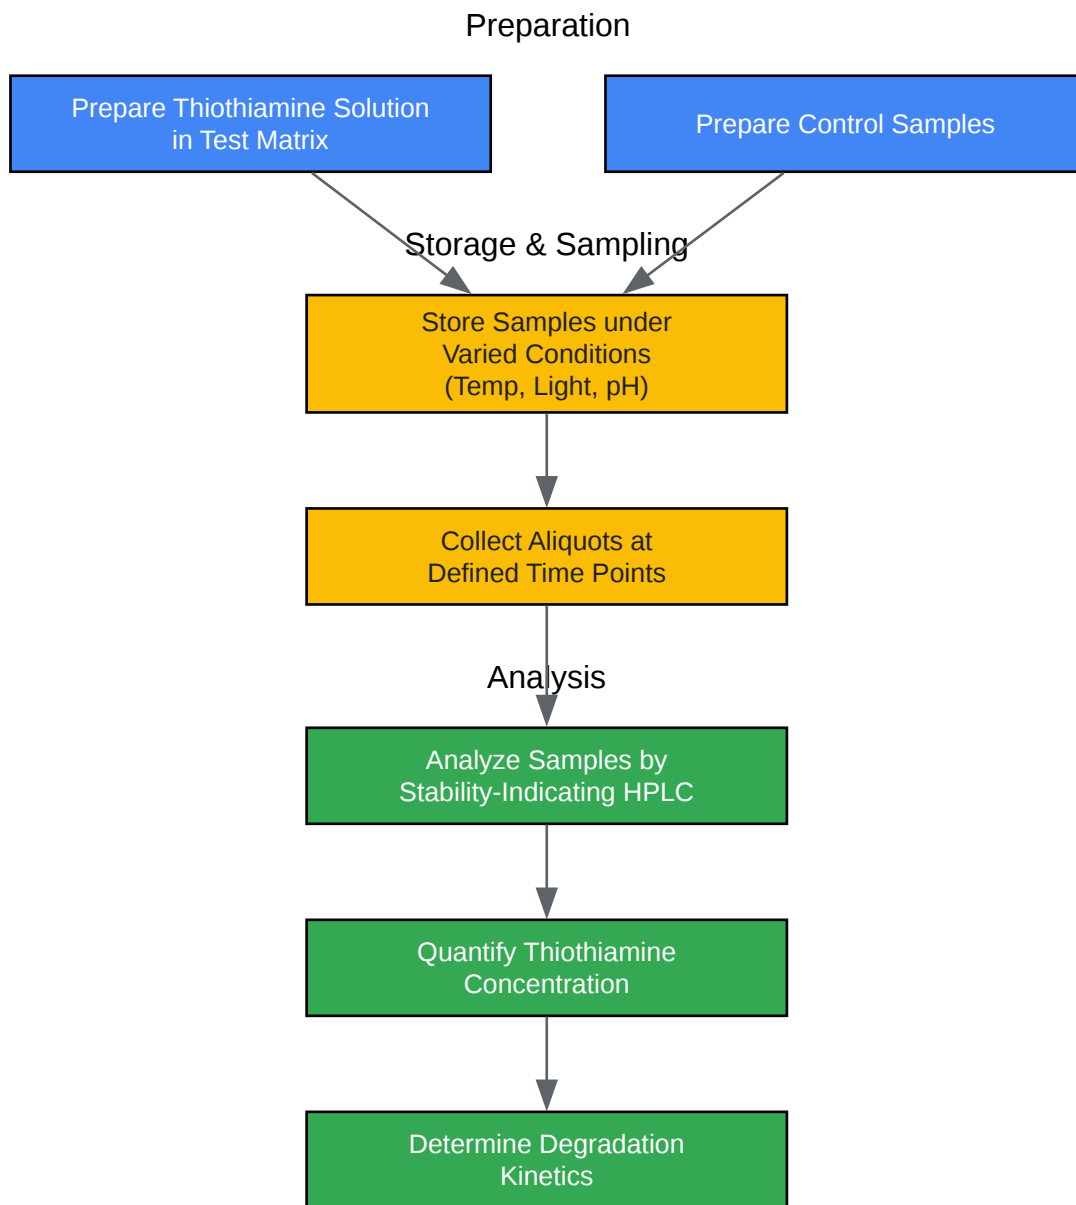 Preparation
Prepare Thiothiamine Solution
in Test Matrix
Prepare Control Samples
Storage & Sampling
Store Samples under
Varied Conditions
(Temp, Light, pH)
Collect Aliquots at
Defined Time Points
Analysis
Analyze Samples by
Stability-Indicating HPLC
Quantify Thiothiamine
Concentration
Determine Degradation
Kinetics